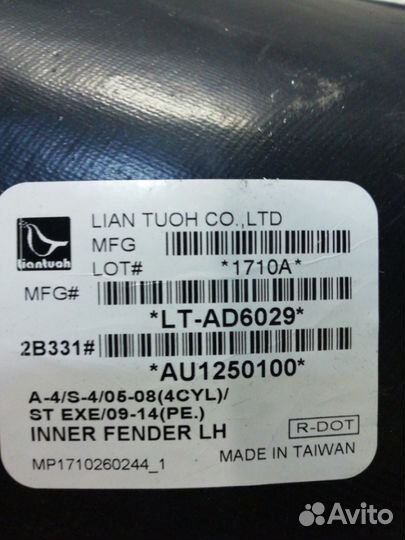 LIAN TUOH CO.,LTD
Liantuoh
MFG
LOT# *1710A*
MFG#
*LT-AD6029*
2B331#
*AU1250100*
A-4/S-4/05-08(4CYL)/
ST EXE/09-14(PE.)
INNER FENDER LH
R-DOT
MP1710260244_1
MADE IN TAIWAN
Avito